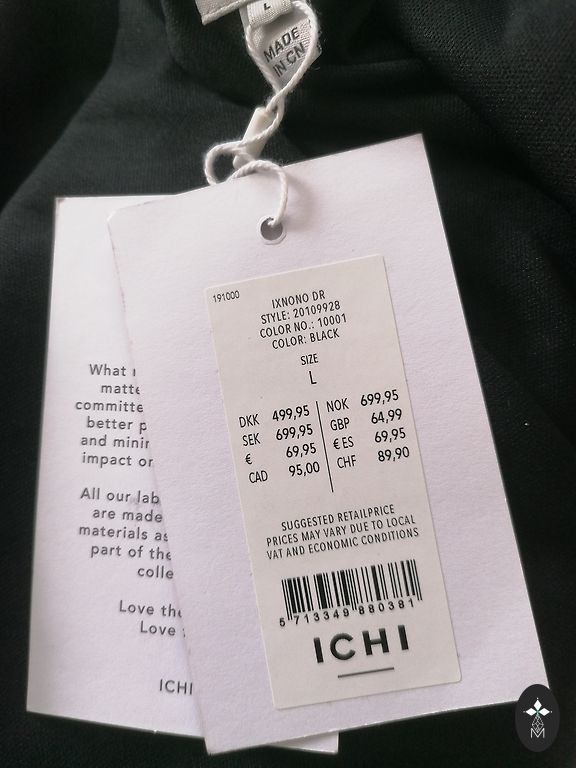 L
MADE
IN CN
191000
IXNONO DR
STYLE: 20109928
COLOR NO.: 10001
COLOR: BLACK
SIZE
L
DKK 499,95 NOK 699,95
SEK 699,95 GBP 64,99
€ 69,95 € ES 69,95
CAD 95,00 CHF 89,90
SUGGESTED RETAILPRICE
PRICES MAY VARY DUE TO LOCAL
VAT AND ECONOMIC CONDITIONS
5 713349 880381
ICHI
What
matte
committe
better p
and minir
impact or
All our lab
are made
materials as
part of the
colle
Love the
Love
ICHI
M